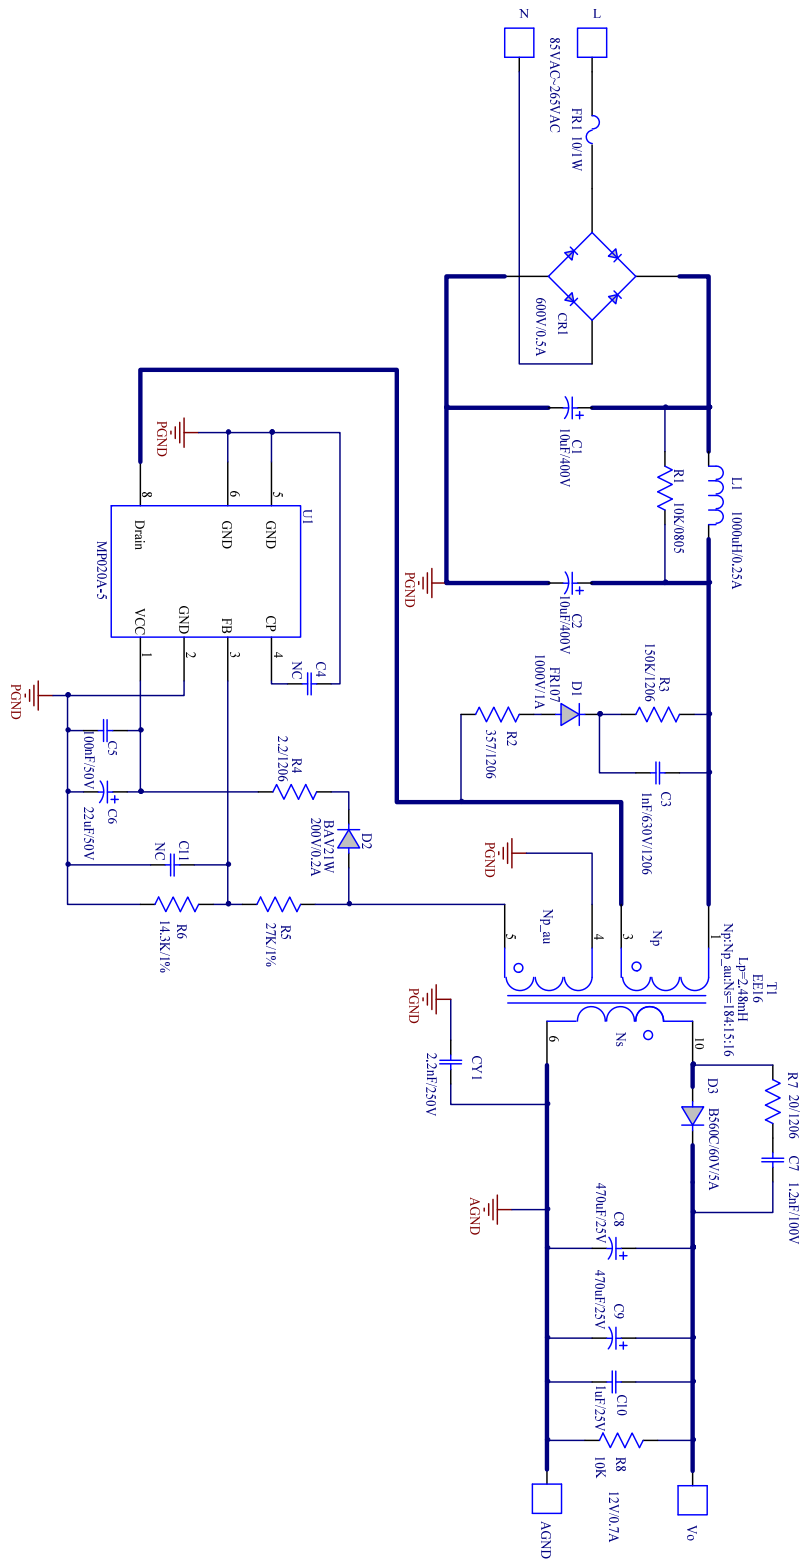 N
L
85VAC~265VAC
FR1 10/1W
CR1
600V/0.5A
C1
10uF/400V
R1
10K/0805
L1
1000uH/0.25A
C2
10uF/400V
PGND
R3
150K/1206
C3
1nF/630V/1206
D1
FR107
1000V/1A
R2
357/1206
PGND
U1
MP020A-5
8
Drain
6
GND
5
GND
VCC
1
GND
2
FB
3
CP
4
C4
NC
PGND
C5
100nF/50V
C6
22uF/50V
R4
2.2/1206
D2
BAV21W
200V/0.2A
C11
NC
R6
14.3K/1%
R5
27K/1%
PGND
Np_au
5
4
3
Np
1
T1
EE16
Lp=2.48mH
Np:Np_au:Ns=184:15:16
Ns
6
10
PGND
CY1
2.2nF/250V
D3
B560C/60V/5A
R7 20/1206
C7 1.2nF/100V
AGND
C8
470uF/25V
C9
470uF/25V
C10
1uF/25V
R8
10K
12V/0.7A
AGND
Vo